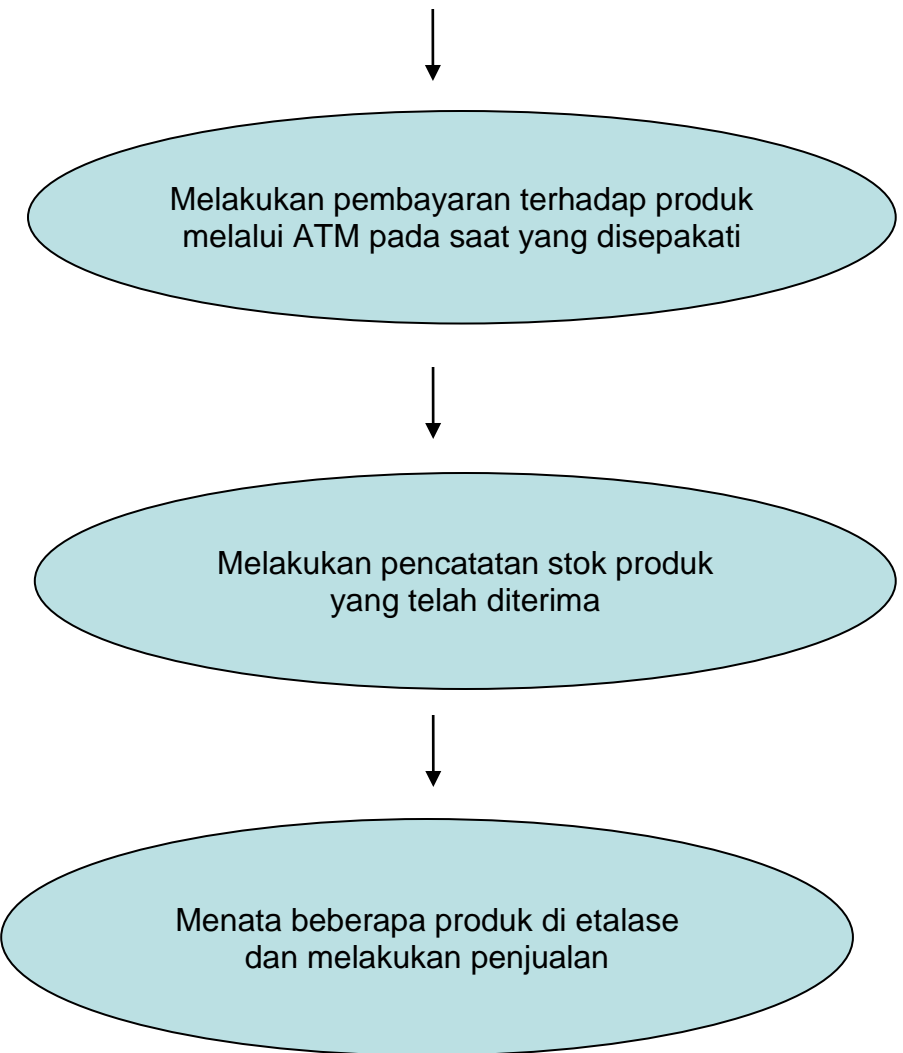 Melakukan pembayaran terhadap produk
melalui ATM pada saat yang disepakati
Melakukan pencatatan stok produk
yang telah diterima
Menata beberapa produk di etalase
dan melakukan penjualan